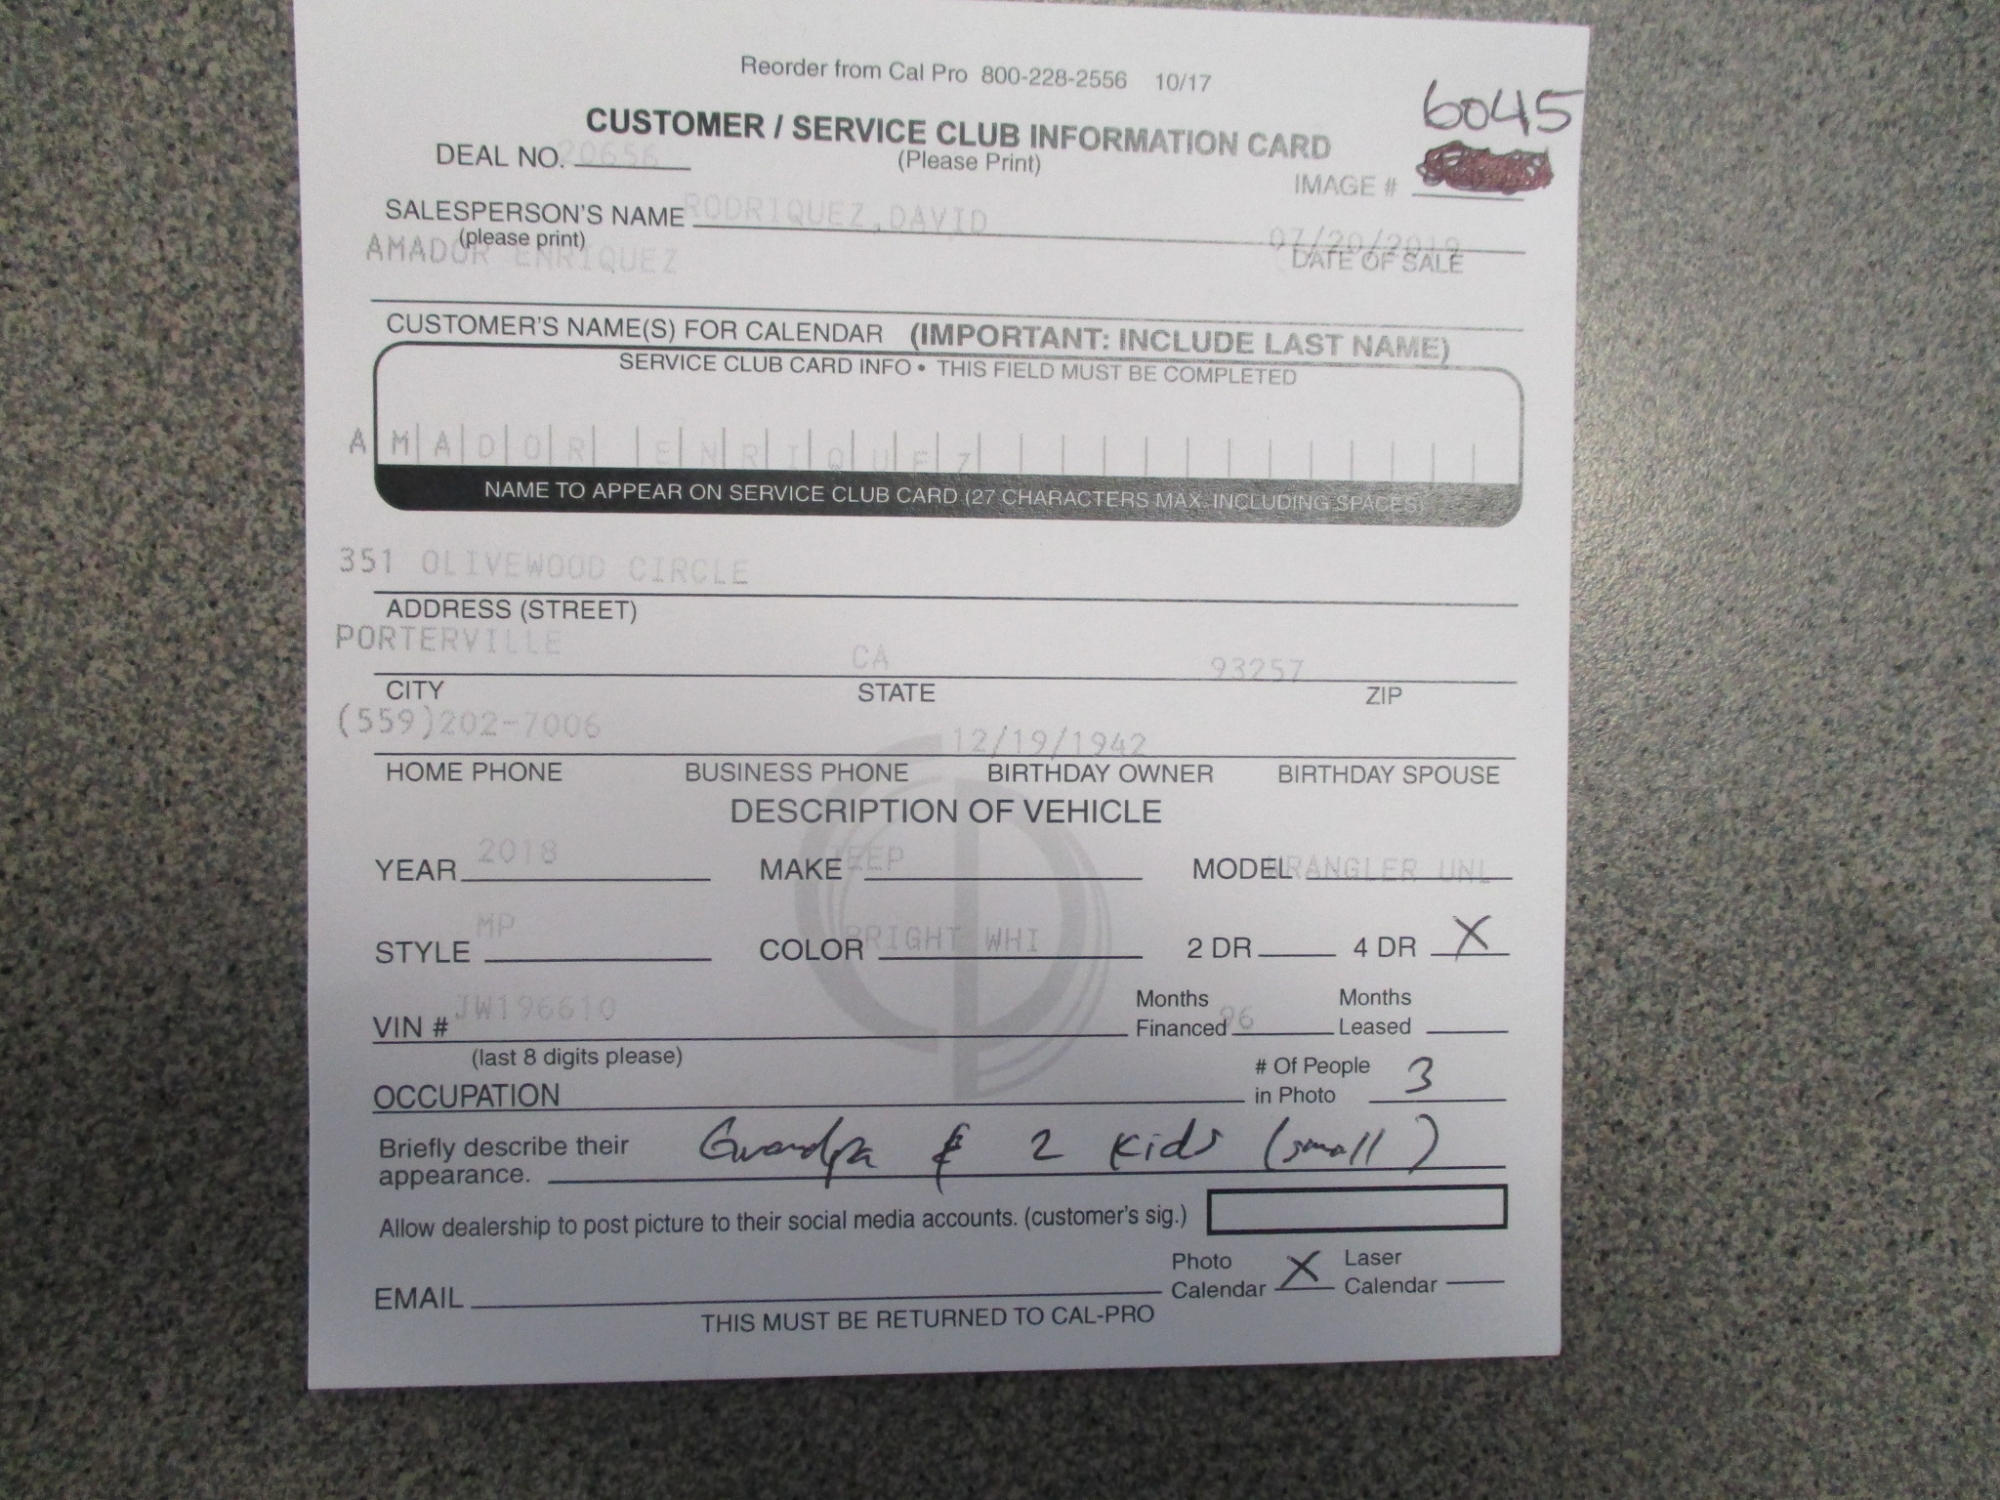 Reorder from Cal Pro 800-228-2556 10/17
6045
CUSTOMER / SERVICE CLUB INFORMATION CARD
DEAL NO. 20656 (Please Print)
IMAGE #
SALESPERSON'S NAME RODRIQUEZ,DAVID
(please print) 07/20/2019
AMADOR ENRIQUEZ DATE OF SALE
CUSTOMER'S NAME(S) FOR CALENDAR (IMPORTANT: INCLUDE LAST NAME)
SERVICE CLUB CARD INFO • THIS FIELD MUST BE COMPLETED
AMADOR ENRIQUEZ
NAME TO APPEAR ON SERVICE CLUB CARD (27 CHARACTERS MAX. INCLUDING SPACES)
351 OLIVEWOOD CIRCLE
ADDRESS (STREET)
PORTERVILLE CA 93257
CITY STATE ZIP
(559)202-7006 12/19/1942
HOME PHONE BUSINESS PHONE BIRTHDAY OWNER BIRTHDAY SPOUSE
DESCRIPTION OF VEHICLE
YEAR 2018 MAKE JEEP MODEL WRANGLER UNL
STYLE MP COLOR BRIGHT WHI 2 DR 4 DR X
VIN # JW196610 Months Financed 96 Months Leased
(last 8 digits please)
OCCUPATION # Of People in Photo 3
Briefly describe their appearance. Grandpa & 2 kids (small)
Allow dealership to post picture to their social media accounts. (customer's sig.)
EMAIL Photo Calendar X Laser Calendar
THIS MUST BE RETURNED TO CAL-PRO